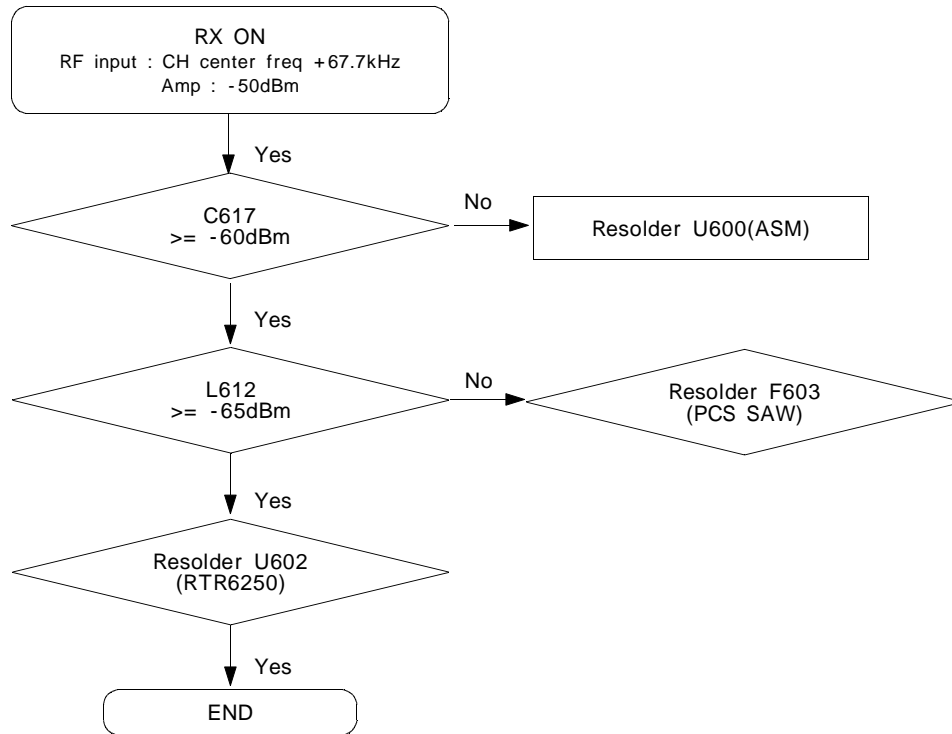 RX ON
RF input : CH center freq +67.7kHz
Amp : -50dBm
Yes
C617
>= -60dBm
No
Resolder U600(ASM)
Yes
L612
>= -65dBm
No
Resolder F603
(PCS SAW)
Yes
Resolder U602
(RTR6250)
Yes
END